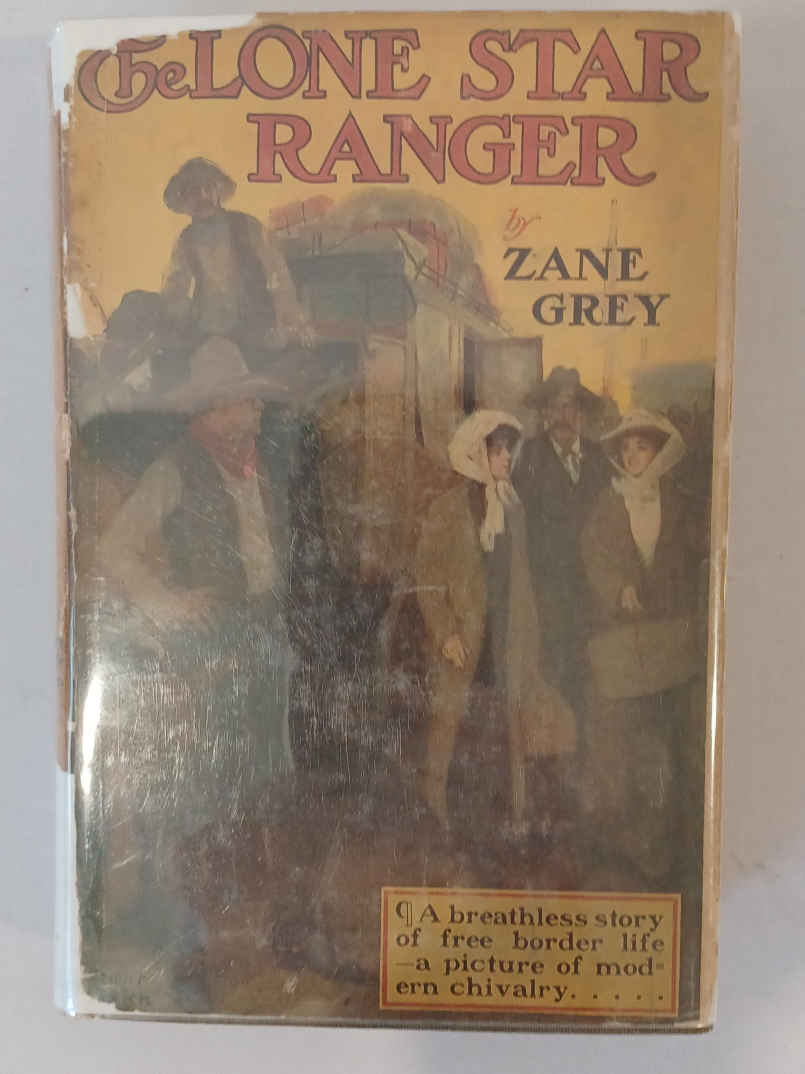 The LONE STAR
RANGER
by
ZANE
GREY
¶ A breathless story
of free border life
—a picture of mod=
ern chivalry. . . . .